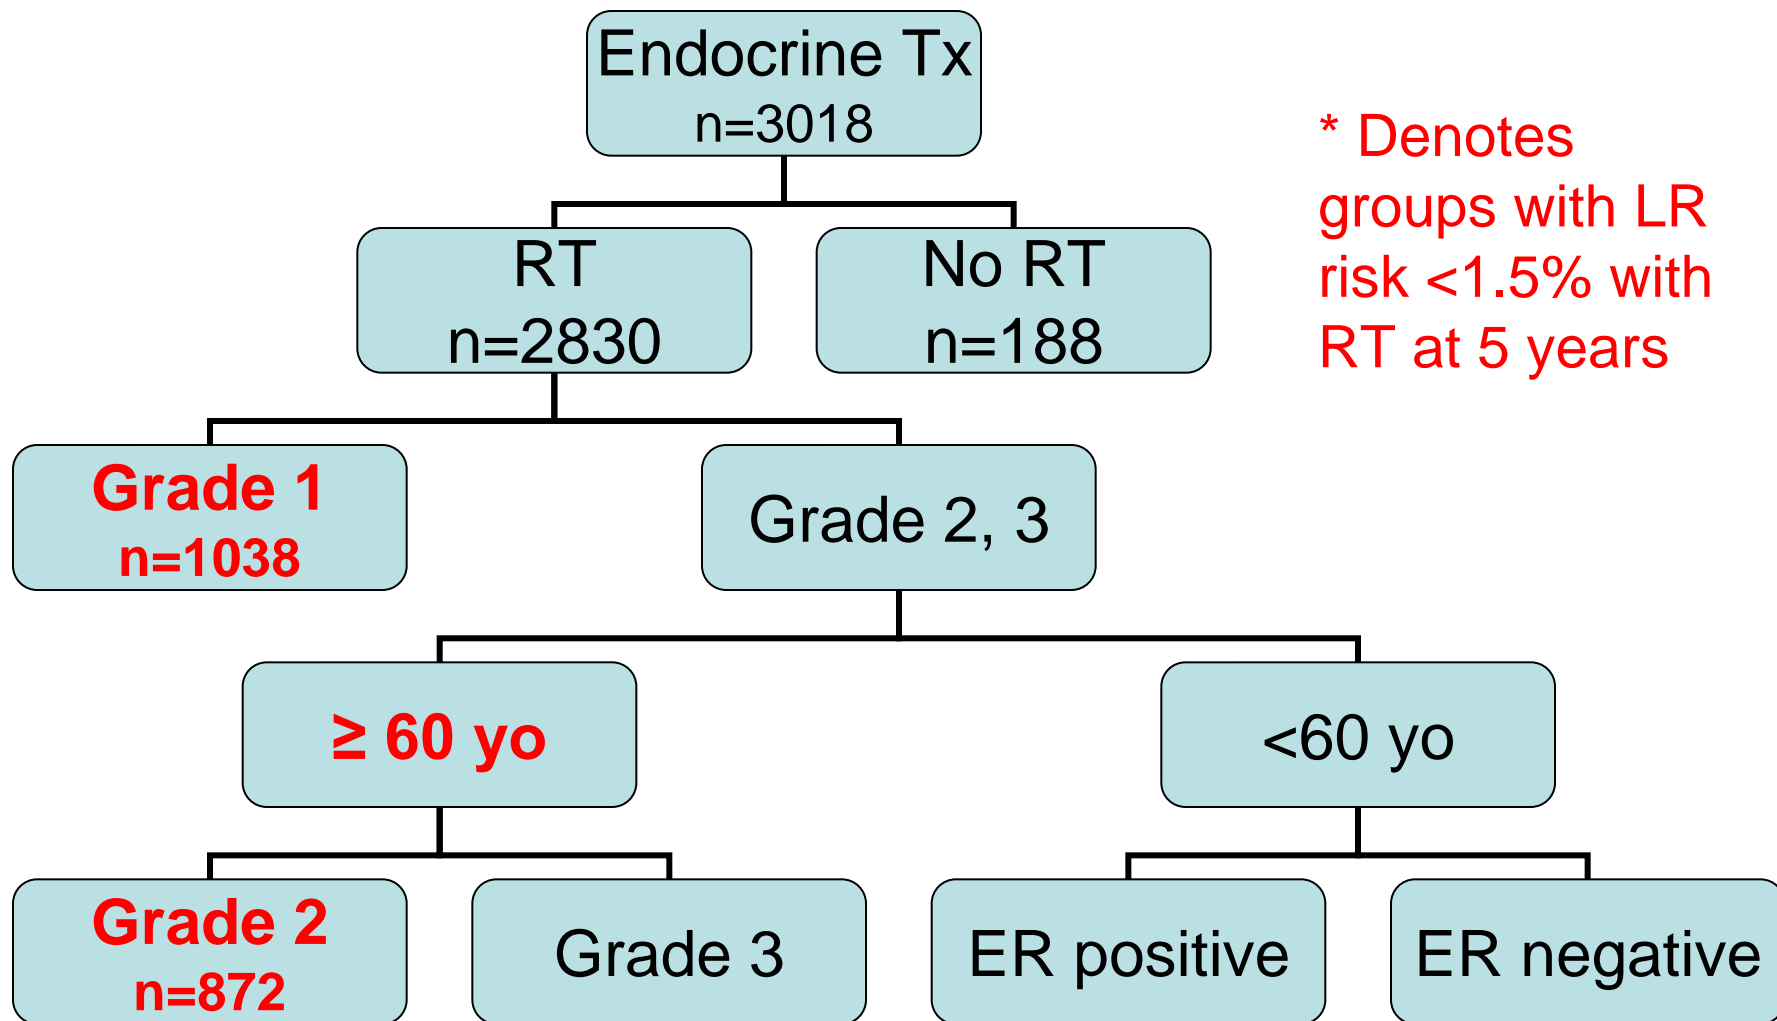 Endocrine Tx
n=3018
* Denotes
groups with LR
risk <1.5% with
RT at 5 years
RT
n=2830
No RT
n=188
Grade 1
n=1038
Grade 2, 3
≥ 60 yo
<60 yo
Grade 2
n=872
Grade 3
ER positive
ER negative